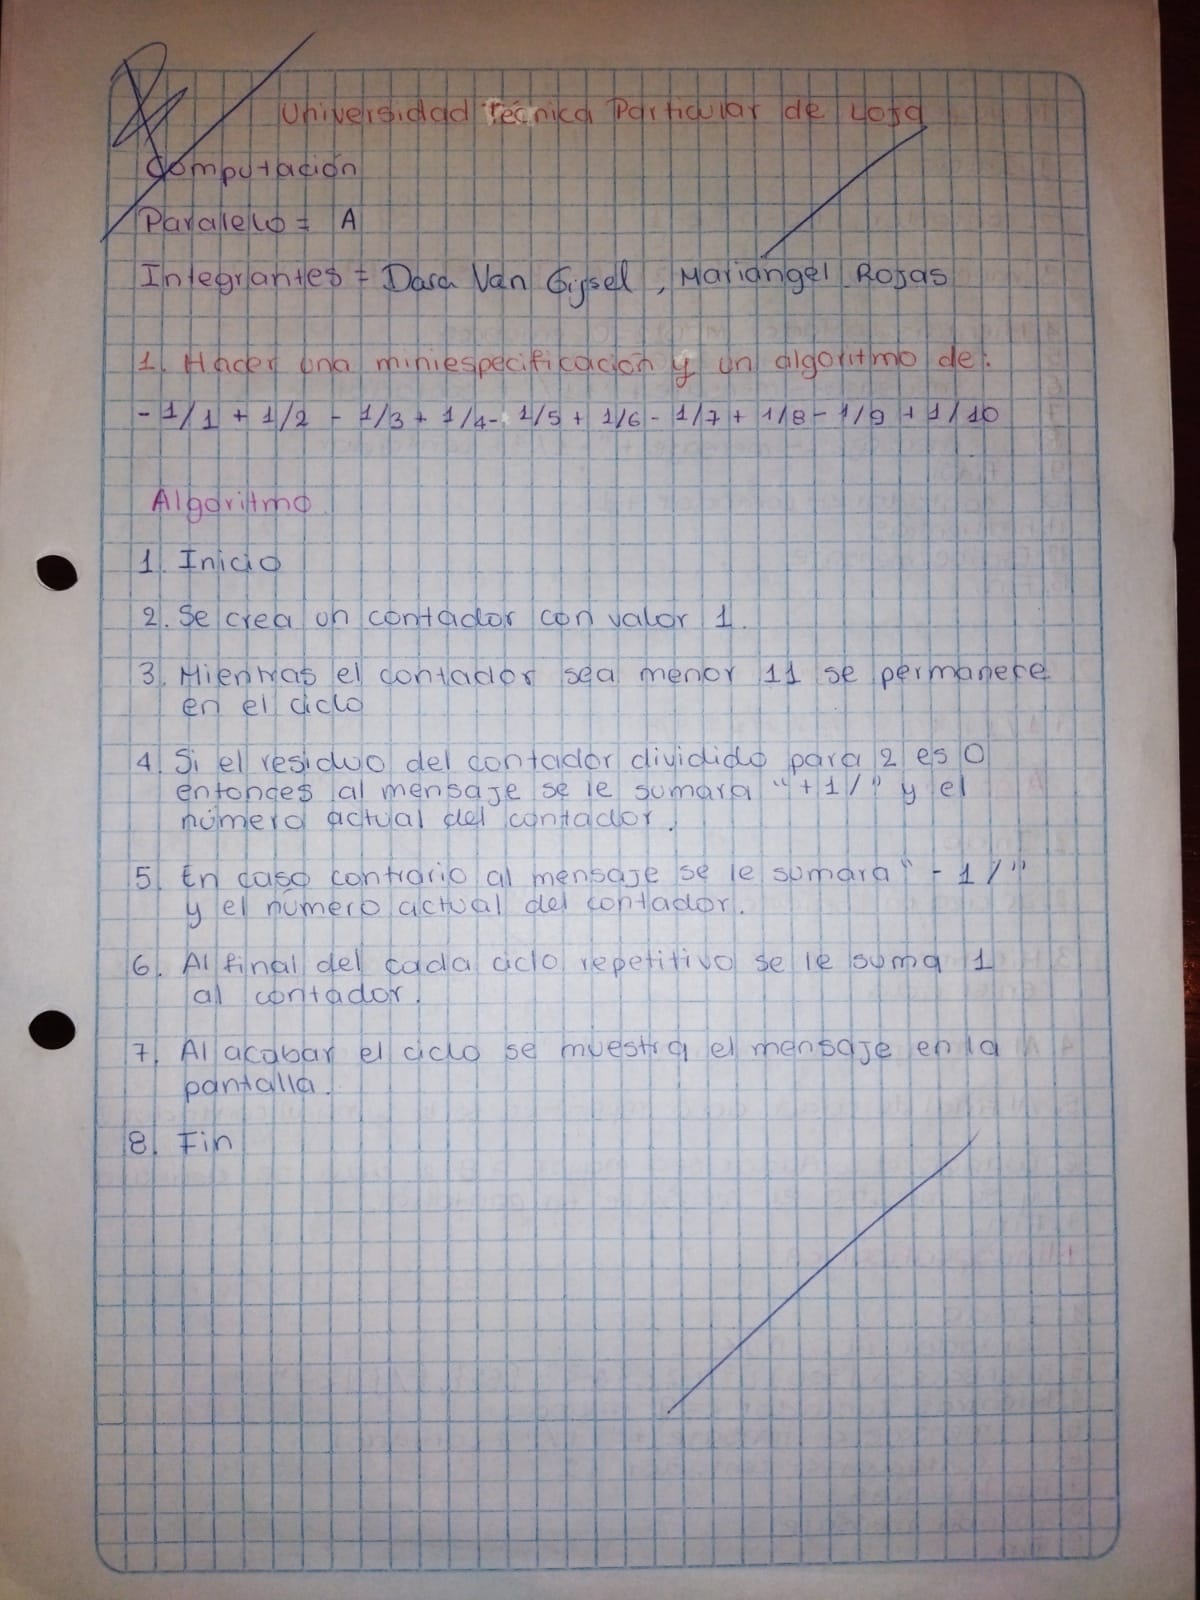 Universidad Técnica Particular de Loja
Computación
Paralelo = A
Integrantes = Dara Van Gijsel, Mariangel Rojas
1. Hacer una miniespecificación y un algoritmo de:
- 1/1 + 1/2 - 1/3 + 1/4 - 1/5 + 1/6 - 1/7 + 1/8 - 1/9 + 1/10
Algoritmo
1. Inicio
2. Se crea un contador con valor 1.
3. Mientras el contador sea menor 11 se permanece
en el ciclo
4. Si el residuo del contador dividido para 2 es 0
entonces al mensaje se le sumara "+1/" y el
número actual del contador.
5. En caso contrario al mensaje se le sumara "- 1/"
y el número actual del contador.
6. Al final del cada ciclo repetitivo se le suma 1
al contador.
7. Al acabar el ciclo se muestra el mensaje en la
pantalla.
8. Fin